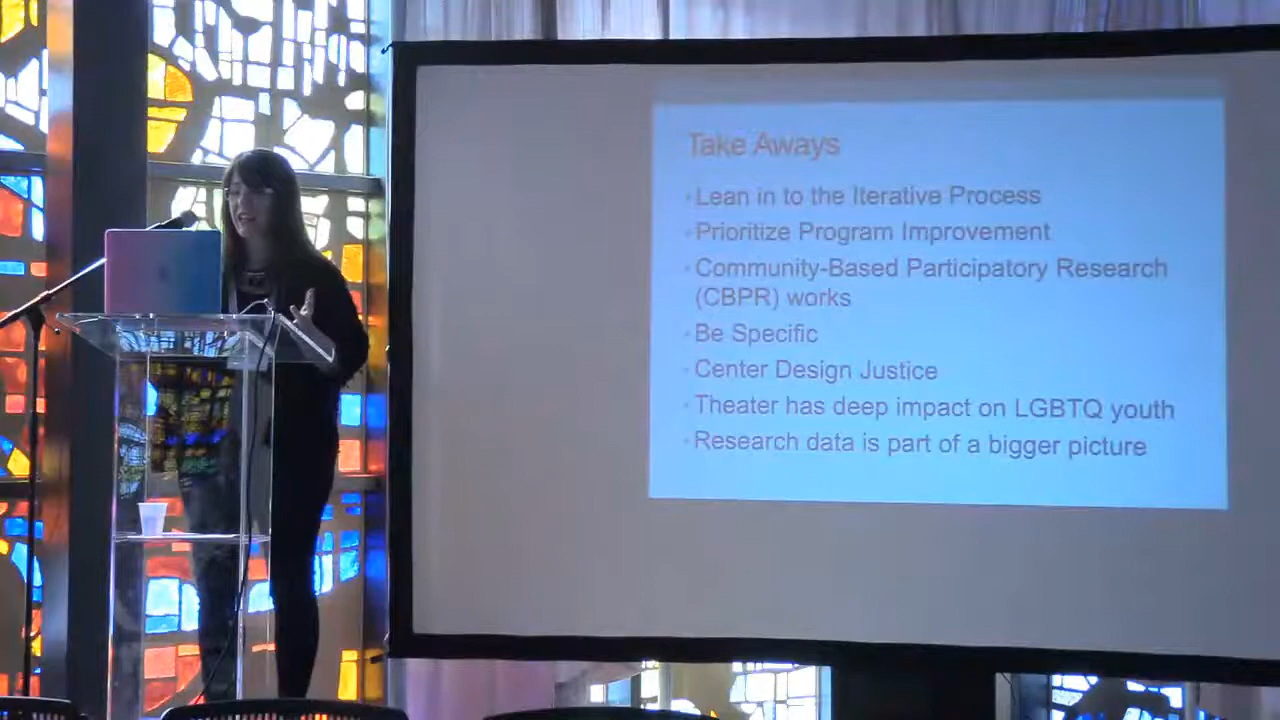 Take Aways
Lean in to the Iterative Process
Prioritize Program Improvement
Community-Based Participatory Research
(CBPR) works
Be Specific
Center Design Justice
Theater has deep impact on LGBTQ youth
Research data is part of a bigger picture